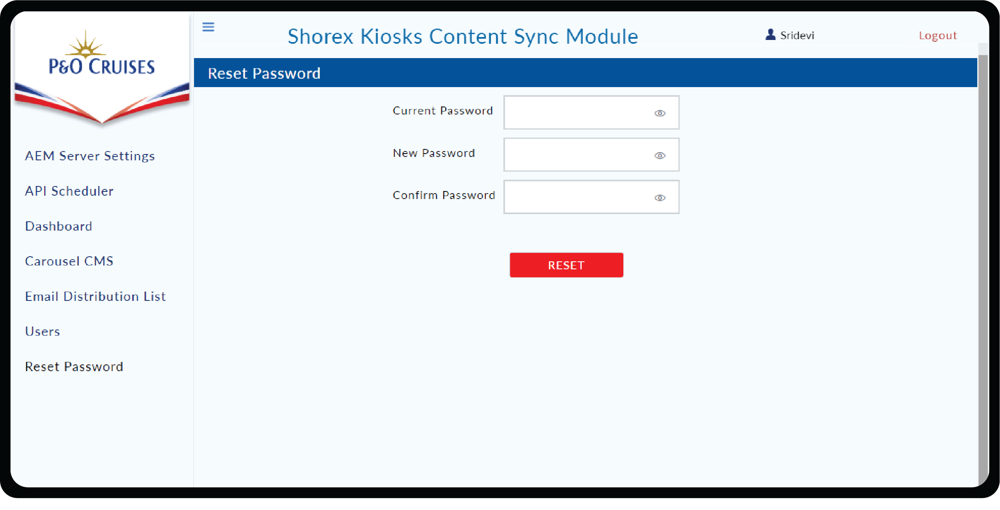 P&O CRUISES
Shorex Kiosks Content Sync Module
Sridevi
Logout
Reset Password
Current Password
New Password
Confirm Password
RESET
AEM Server Settings
API Scheduler
Dashboard
Carousel CMS
Email Distribution List
Users
Reset Password